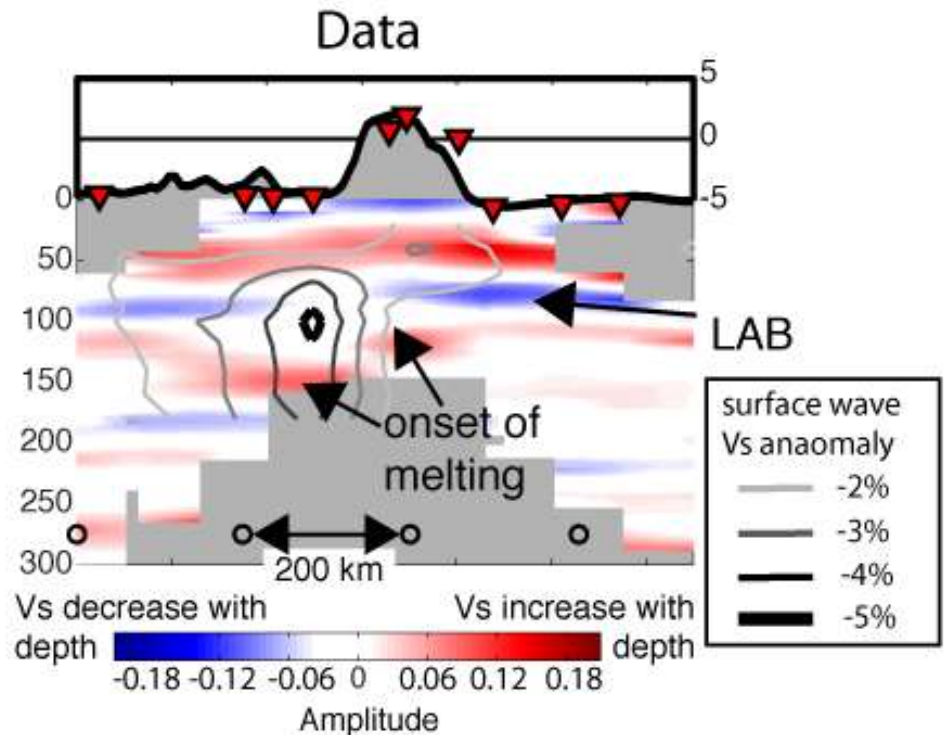 Data
5
0
-5
0
50
100
150
200
250
300
LAB
onset of
melting
200 km
surface wave
Vs anaomaly
-2%
-3%
-4%
-5%
Vs decrease with
depth
Vs increase with
depth
-0.18 -0.12 -0.06 0 0.06 0.12 0.18
Amplitude